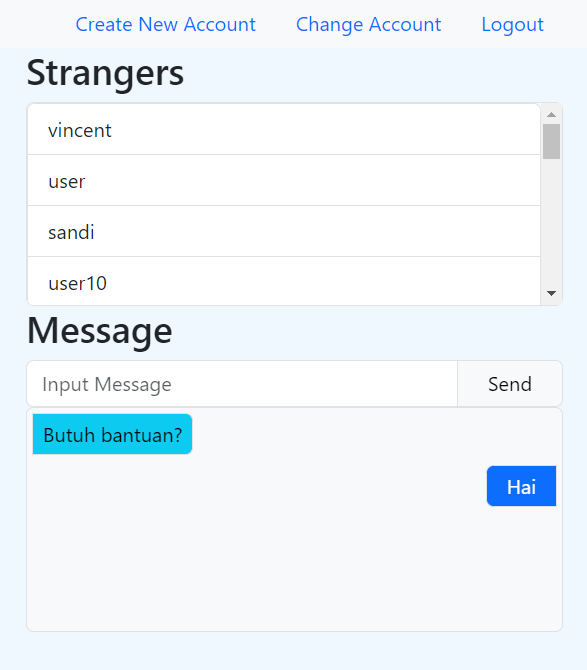 Create New Account Change Account Logout
Strangers
vincent
user
sandi
user10
Message
Input Message Send
Butuh bantuan?
Hai